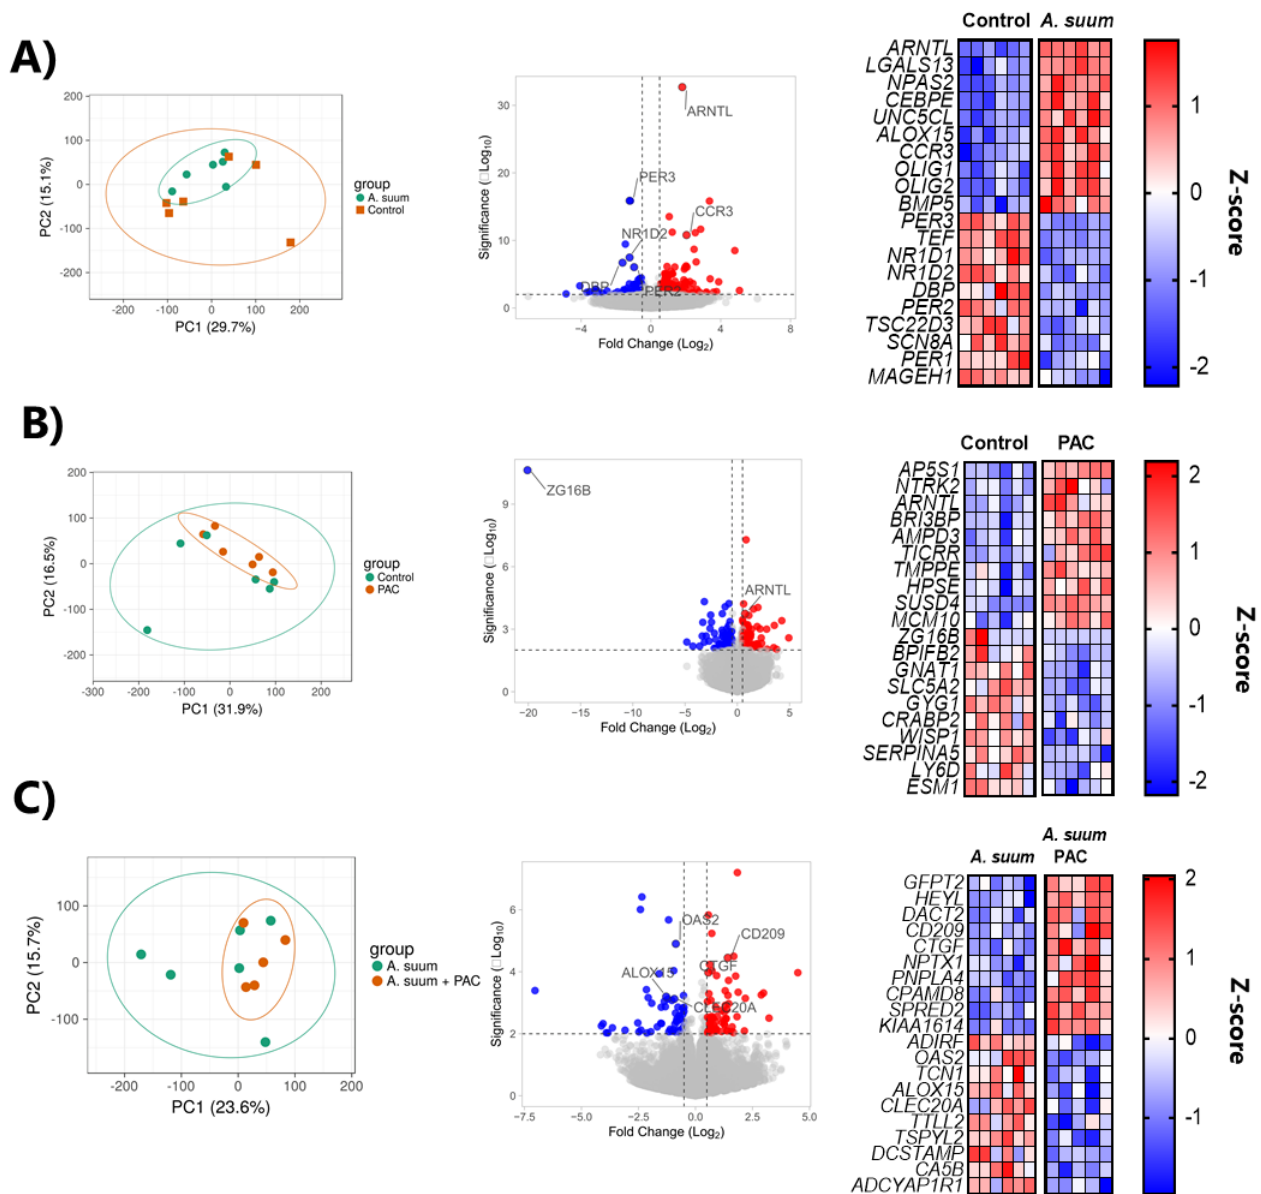 A)
200
100
0
-100
-200
-200
-100
0
100
200
PC2 (15.1%)
PC1 (29.7%)
group
A. suum
Control
30
20
10
0
−4
0
4
8
Significance (□Log10)
Fold Change (Log2)
ARNTL
PER3
CCR3
NR1D2
DBP
PER2
Control A. suum
ARNTL
LGALS13
NPAS2
CEBPE
UNC5CL
ALOX15
CCR3
OLIG1
OLIG2
BMP5
PER3
TEF
NR1D1
NR1D2
DBP
PER2
TSC22D3
SCN8A
PER1
MAGEH1
1
0
-1
-2
Z-score
B)
200
100
0
-100
-200
-300
-200
-100
0
100
200
PC2 (16.5%)
PC1 (31.9%)
group
Control
PAC
9
6
3
0
−20
−15
−10
−5
0
5
Significance (□Log10)
Fold Change (Log2)
ZG16B
ARNTL
Control PAC
AP5S1
NTRK2
ARNTL
BRI3BP
AMPD3
TICRR
TMPPE
HPSE
SUSD4
MCM10
ZG16B
BPIFB2
GNAT1
SLC5A2
GYG1
CRABP2
WISP1
SERPINA5
LY6D
ESM1
2
1
0
-1
-2
Z-score
C)
100
0
-100
-200
-100
0
100
200
PC2 (15.7%)
PC1 (23.6%)
group
A. suum
A. suum + PAC
6
4
2
0
−7.5
−5.0
−2.5
0.0
2.5
5.0
Significance (□Log10)
Fold Change (Log2)
OAS2
CD209
CTGF
ALOX15
CLEC20A
A. suum
A. suum PAC
GFPT2
HEYL
DACT2
CD209
CTGF
NPTX1
PNPLA4
CPAMD8
SPRED2
KIAA1614
ADIRF
OAS2
TCN1
ALOX15
CLEC20A
TTLL2
TSPYL2
DCSTAMP
CA5B
ADCYAP1R1
2
1
0
-1
Z-score